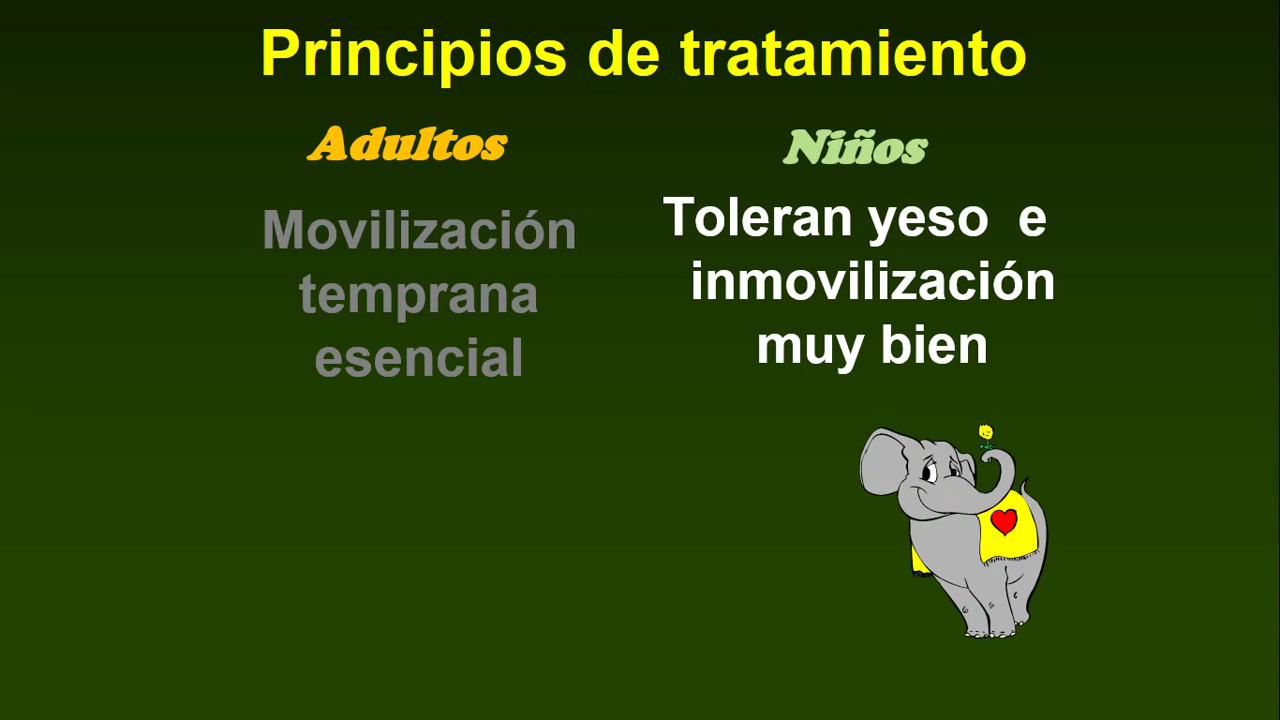 Principios de tratamiento
Adultos
Movilización
temprana
esencial
Niños
Toleran yeso e
inmovilización
muy bien